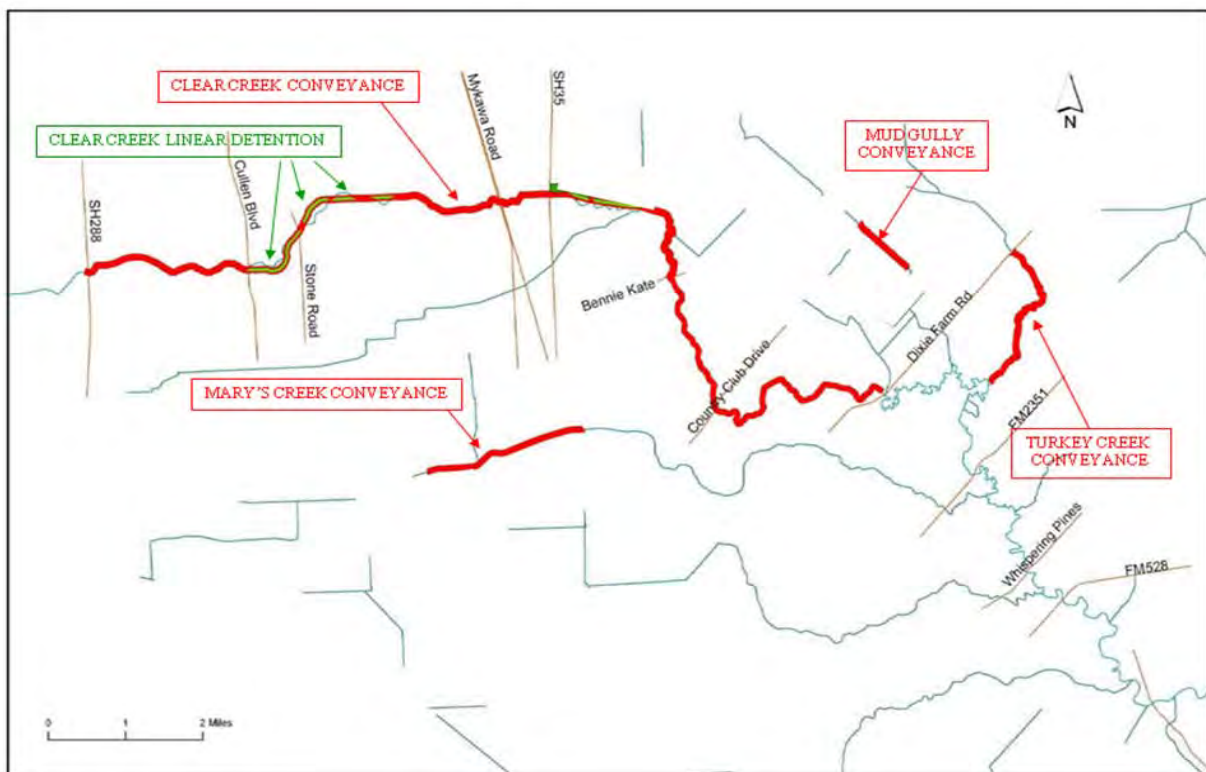 CLEAR CREEK CONVEYANCE
CLEAR CREEK LINEAR DETENTION
Mykawa Road
SH35
N
MUD GULLY
CONVEYANCE
SH288
Cullen Blvd
Stone Road
Bennie Kate
Dixie Farm Rd
Country Club Drive
MARY'S CREEK CONVEYANCE
FM2351
TURKEY CREEK
CONVEYANCE
Whispering Pines
FM528
0 1 2 Miles